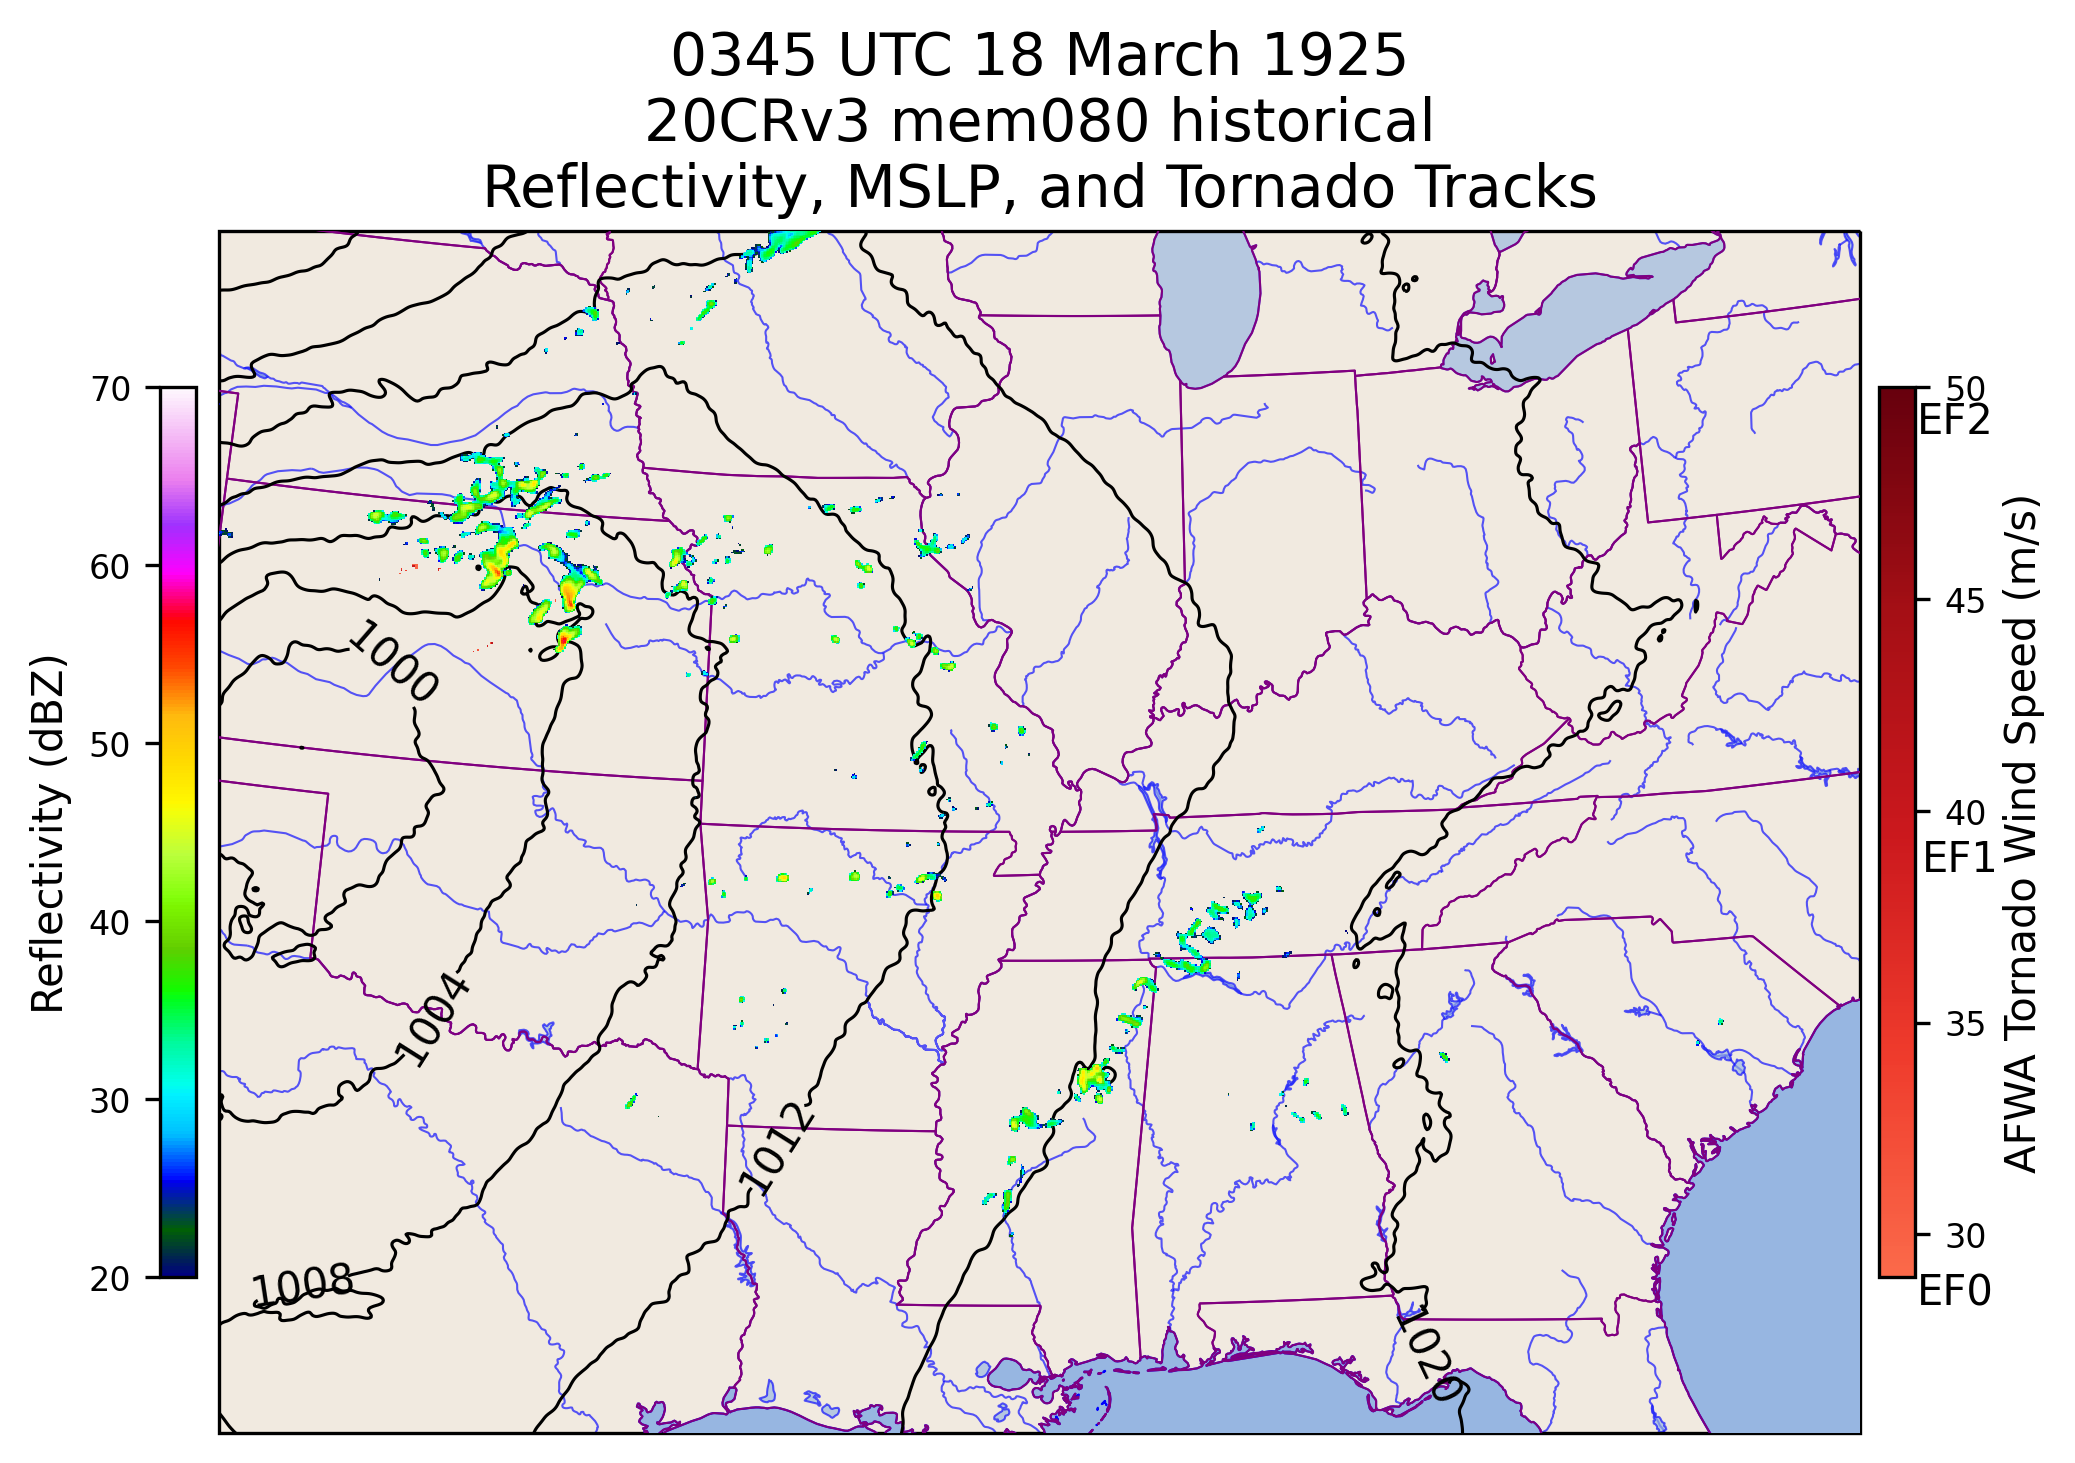 0345 UTC 18 March 1925
20CRv3 mem080 historical
Reflectivity, MSLP, and Tornado Tracks
Reflectivity (dBZ)
70
60
50
40
30
20
1000
1004
1008
1012
1020
50
EF2
45
40
EF1
35
30
EF0
AFWA Tornado Wind Speed (m/s)